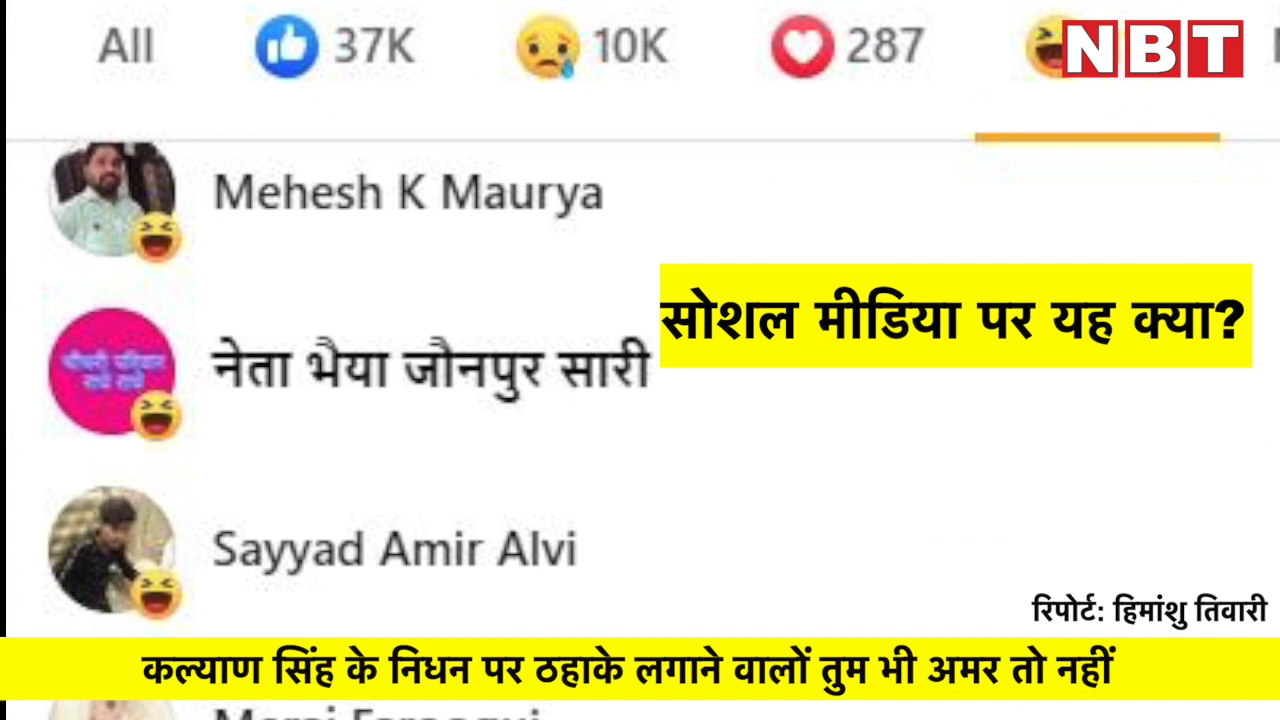 All 37K 10K 287
NBT
Mehesh K Maurya
सोशल मीडिया पर यह क्या?
नेता भैया जौनपुर सारी
Sayyad Amir Alvi
रिपोर्ट: हिमांशु तिवारी
कल्याण सिंह के निधन पर ठहाके लगाने वालों तुम भी अमर तो नहीं